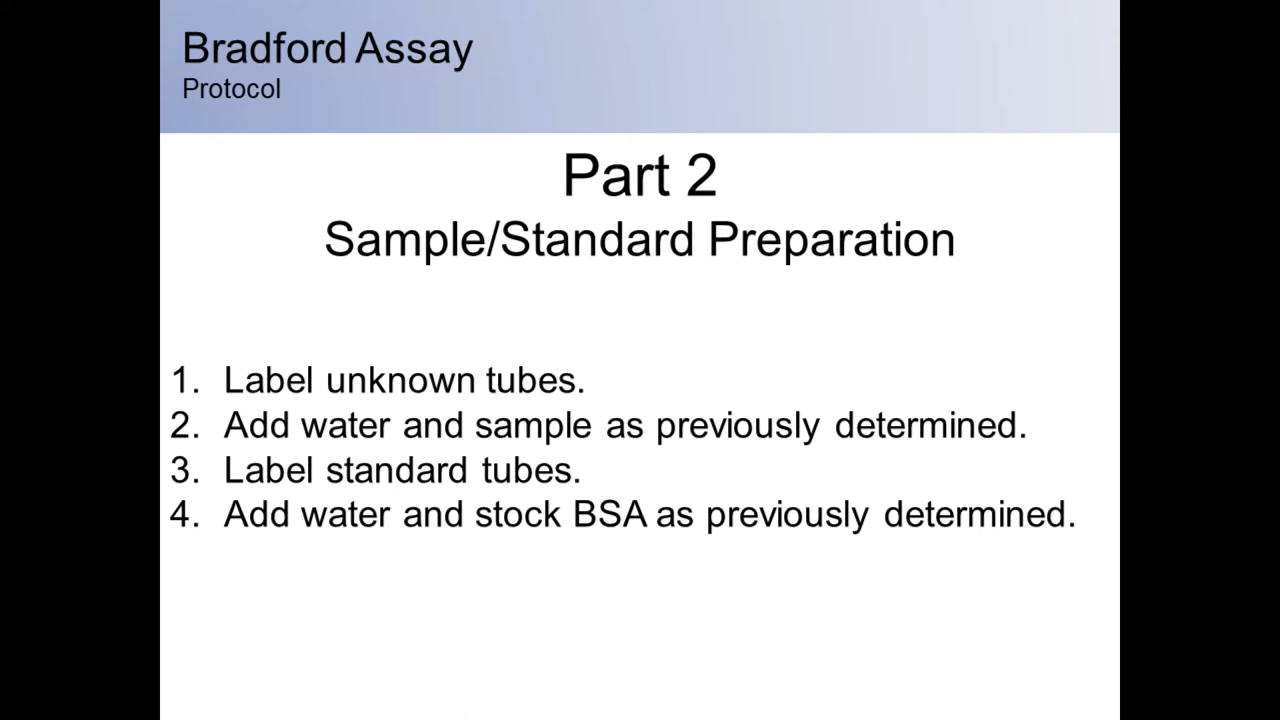 Bradford Assay
Protocol
Part 2
Sample/Standard Preparation
1. Label unknown tubes.
2. Add water and sample as previously determined.
3. Label standard tubes.
4. Add water and stock BSA as previously determined.